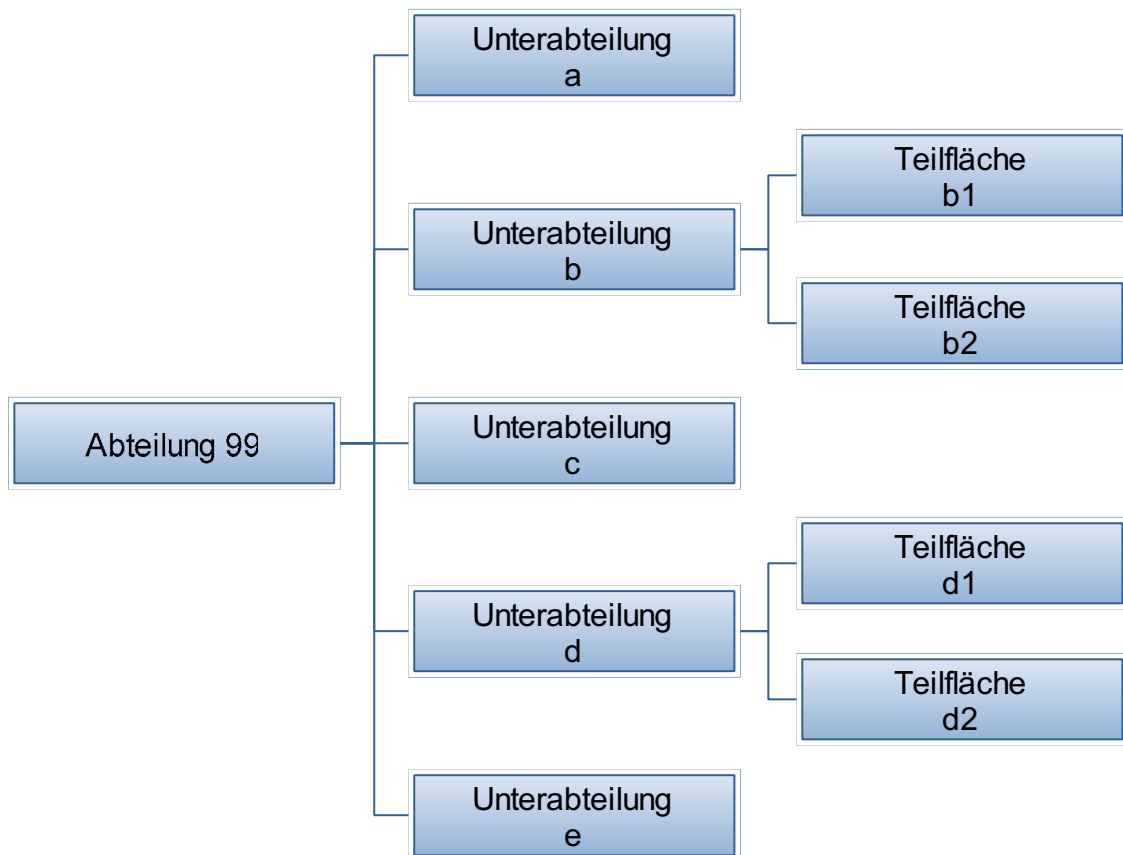 Unterabteilung
a
Teilfläche
b1
Unterabteilung
b
Teilfläche
b2
Abteilung 99
Unterabteilung
c
Teilfläche
d1
Unterabteilung
d
Teilfläche
d2
Unterabteilung
e